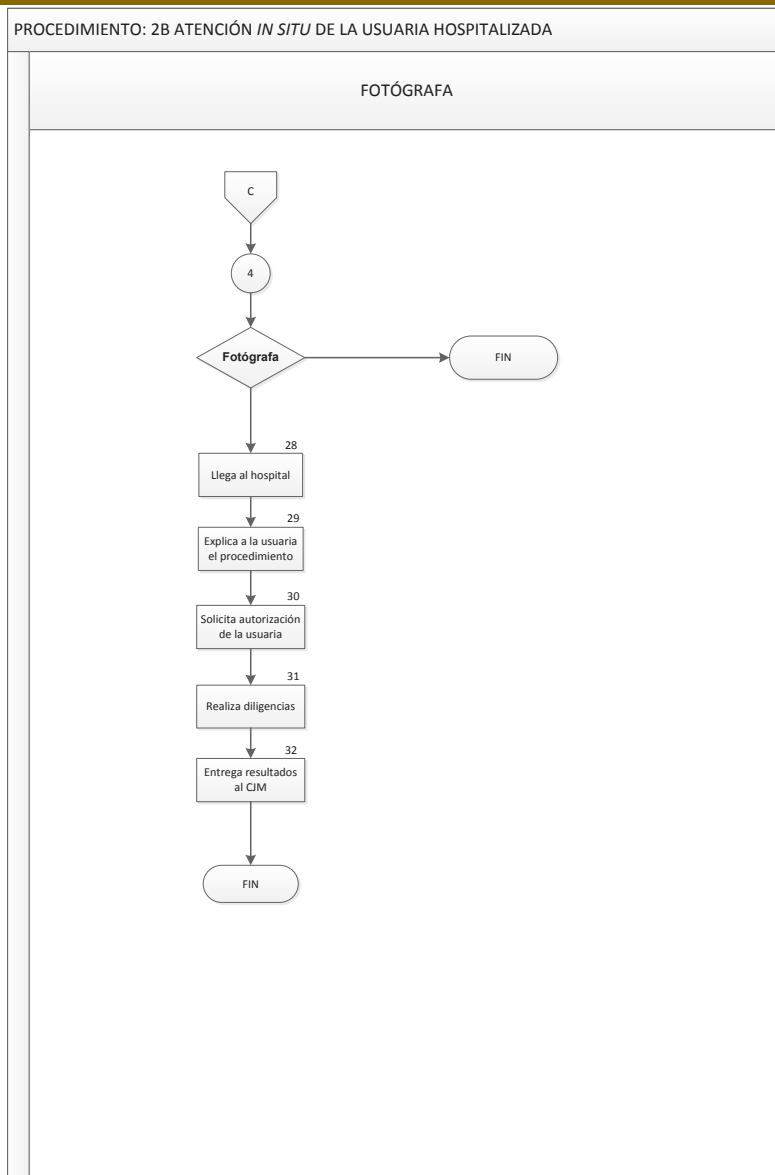 PROCEDIMIENTO: 2B ATENCIÓN IN SITU DE LA USUARIA HOSPITALIZADA
FOTÓGRAFA
C
4
Fotógrafa
FIN
28
Llega al hospital
29
Explica a la usuaria
el procedimiento
30
Solicita autorización
de la usuaria
31
Realiza diligencias
32
Entrega resultados
al CJM
FIN